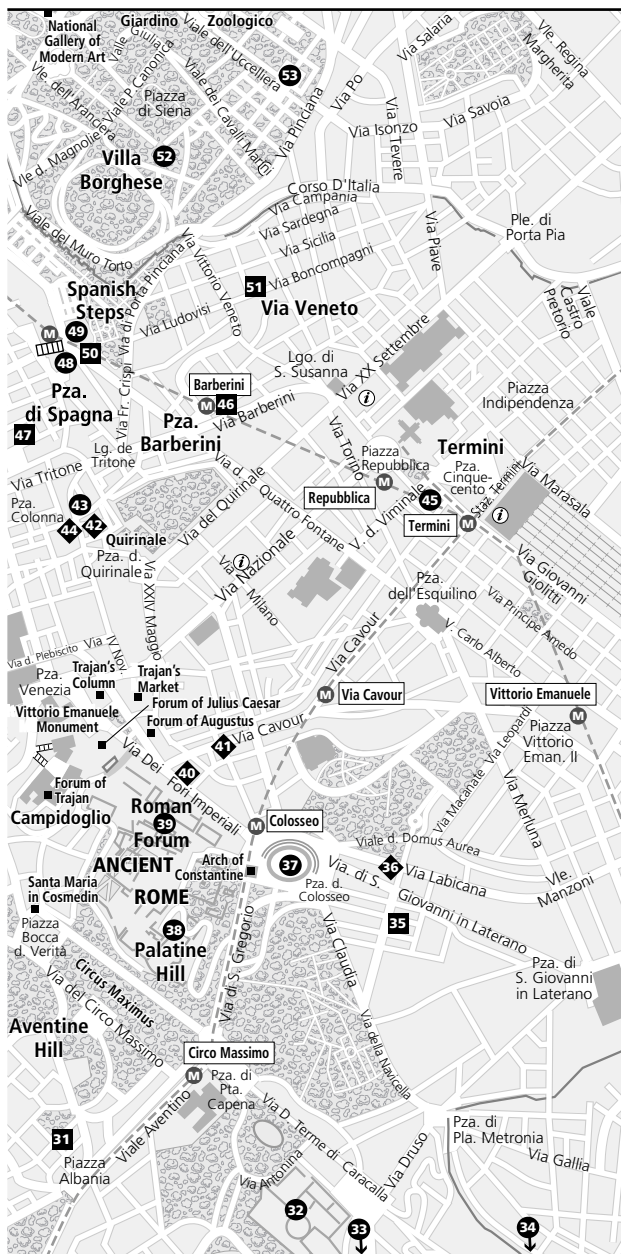 National
Gallery of
Modern Art
Giardino
Zoologico
Valle
Giulia
Viale dell'Uccelliera
Viale P. Canonica
Vle. dell'Aranciera
Piazza
di Siena
Viale dei Cavalli Marini
53
Via Pinciana
Via Po
Via Salaria
Vle. Regina
Margherita
Via Savoia
Via Isonzo
Via
Tevere
Vle d. Magnolie
52
Villa
Borghese
Corso D'Italia
Via Campania
Via Sardegna
Via Sicilia
Via Piave
Ple. di
Porta Pia
Viale del Muro Torto
Via di Porta Pinciana
Via Vittorio Veneto
Via Boncompagni
51
Via Veneto
Via Ludovisi
Viale
Castro
Pretorio
Spanish
Steps
M
49
48
50
Pza.
di Spagna
Via Fr. Crispi
Lgo. di
S. Susanna
Via XX Settembre
i
Barberini
M
46
Pza.
Barberini
Via Barberini
Piazza
Indipendenza
47
Lg. de
Tritone
Via Tritone
Via Torino
Piazza
Repubblica
M
Repubblica
Termini
Pza.
Cinque-
cento
Staz. Termini
Via Marasala
i
Pza.
Colonna
43
44
42
Quirinale
Pza. d.
Quirinale
Via del Quirinale
Via d. Quattro Fontane
V. d. Viminale
45
Termini
M
Via XXIV Maggio
Via Nazionale
i
Via Milano
Pza.
dell'Esquilino
Via Giovanni
Giolitti
Via Principe Amedo
V. Carlo Alberto
Via Cavour
Via d. Plebiscito
Via IV Nov.
Pza.
Venezia
Trajan's
Column
Trajan's
Market
Forum of Julius Caesar
Forum of Augustus
Vittorio Emanuele
Monument
M
Via Cavour
Vittorio Emanuele
M
Piazza
Vittorio
Eman. II
41
Via Cavour
40
Via Dei Fori Imperiali
Forum of
Trajan
Campidoglio
Roman
39
Forum
M
Colosseo
Via Macanate
Via Leopardi
Via Merluna
Viale d. Domus Aurea
ANCIENT
ROME
Arch of
Constantine
37
Pza. d.
Colosseo
36
Via Labicana
Via. di S. Giovanni in Laterano
35
Vle.
Manzoni
Santa Maria
in Cosmedin
Piazza
Bocca
d. Verità
38
Palatine
Hill
Via di S. Gregorio
Via Claudia
Pza. di
S. Giovanni
in Laterano
Circus Maximus
Via del Circo Massimo
Aventine
Hill
Via della Navicella
Circo Massimo
M
Pza. di
Pta.
Capena
Viale Aventino
31
Piazza
Albania
Via D. Terme di Caracalla
Via Antonina
Via Druso
Pza. di
Pla. Metronia
Via Gallia
32
33
34